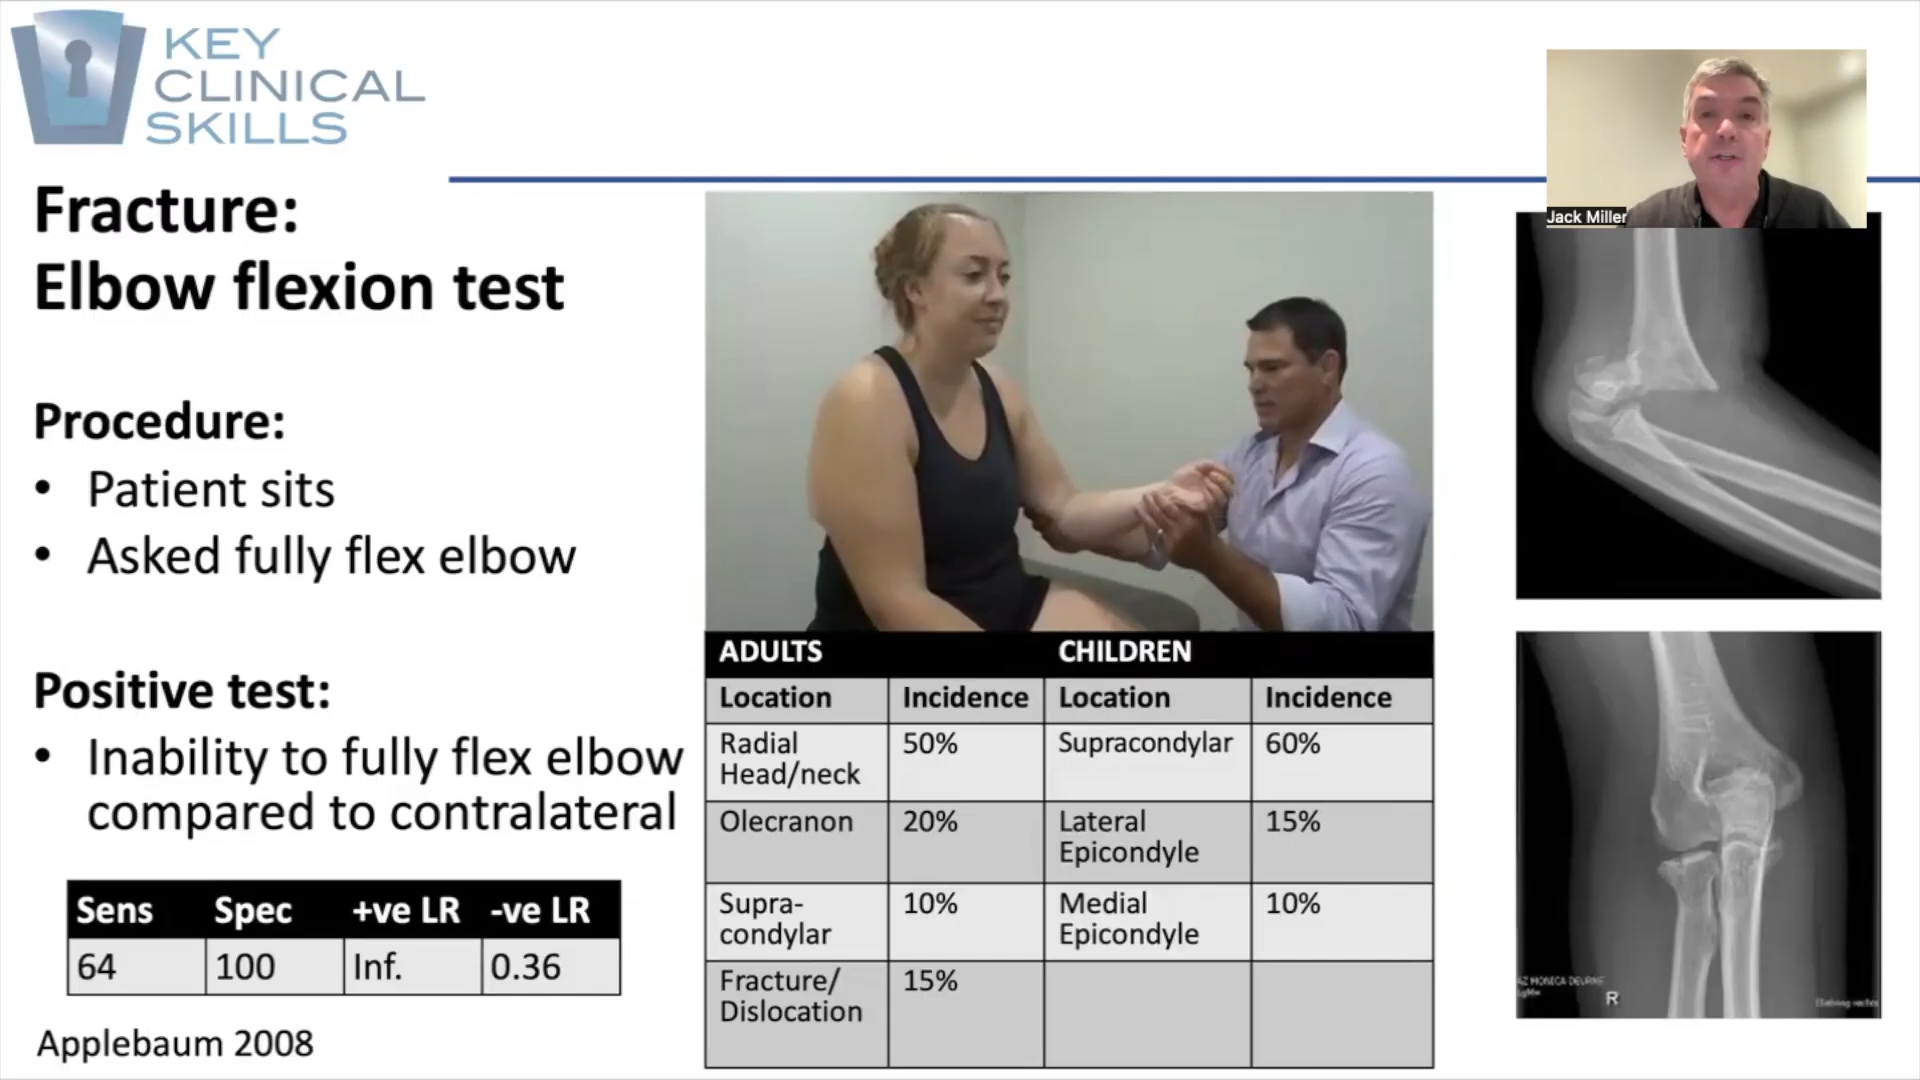 KEY
CLINICAL
SKILLS
Jack Miller
Fracture:
Elbow flexion test
Procedure:
• Patient sits
• Asked fully flex elbow
Positive test:
• Inability to fully flex elbow
compared to contralateral
Sens Spec +ve LR -ve LR
64 100 Inf. 0.36
Applebaum 2008
ADULTS CHILDREN
Location Incidence Location Incidence
Radial
Head/neck 50% Supracondylar 60%
Olecranon 20% Lateral
Epicondyle 15%
Supra-
condylar 10% Medial
Epicondyle 10%
Fracture/
Dislocation 15%
AZ MONICA DEURNE
R